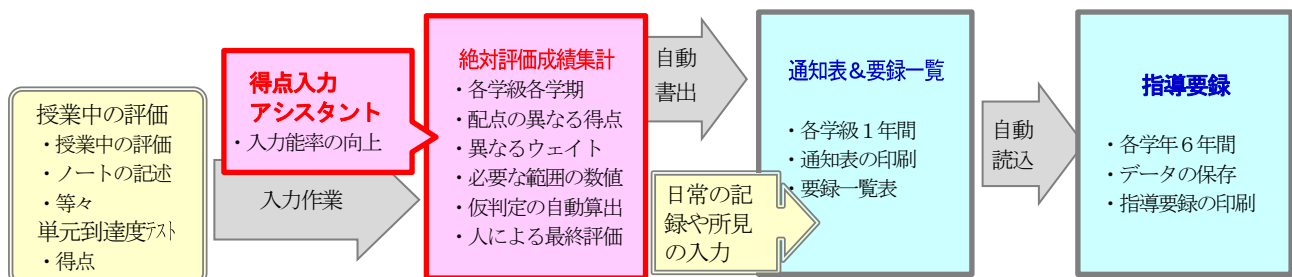 授業中の評価
・授業中の評価
・ノートの記述
・等々
単元到達度テスト
・得点
得点入力
アシスタント
・入力能率の向上
入力作業
絶対評価成績集計
・各学級各学期
・配点の異なる得点
・異なるウェイト
・必要な範囲の数値
・仮判定の自動算出
・人による最終評価
自動
書出
日常の記
録や所見
の入力
通知表&要録一覧
・各学級１年間
・通知表の印刷
・要録一覧表
自動
読込
指導要録
・各学年６年間
・データの保存
・指導要録の印刷